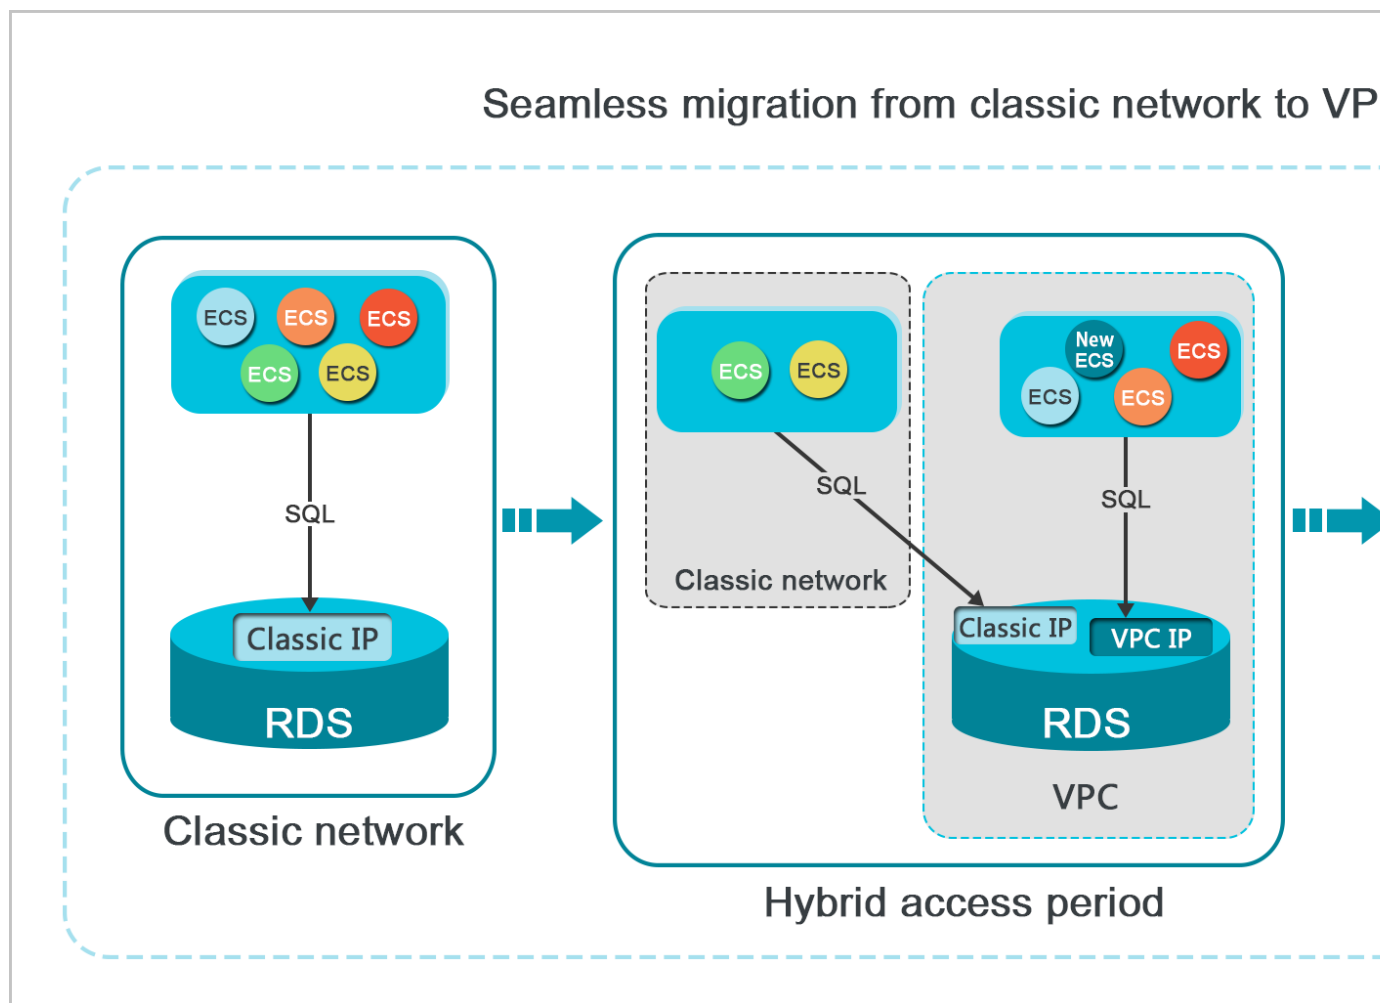 Seamless migration from classic network to VP
ECS
ECS
ECS
ECS
ECS
SQL
Classic IP
RDS
Classic network
ECS
ECS
SQL
Classic network
New
ECS
ECS
ECS
ECS
SQL
Classic IP
VPC IP
RDS
VPC
Hybrid access period